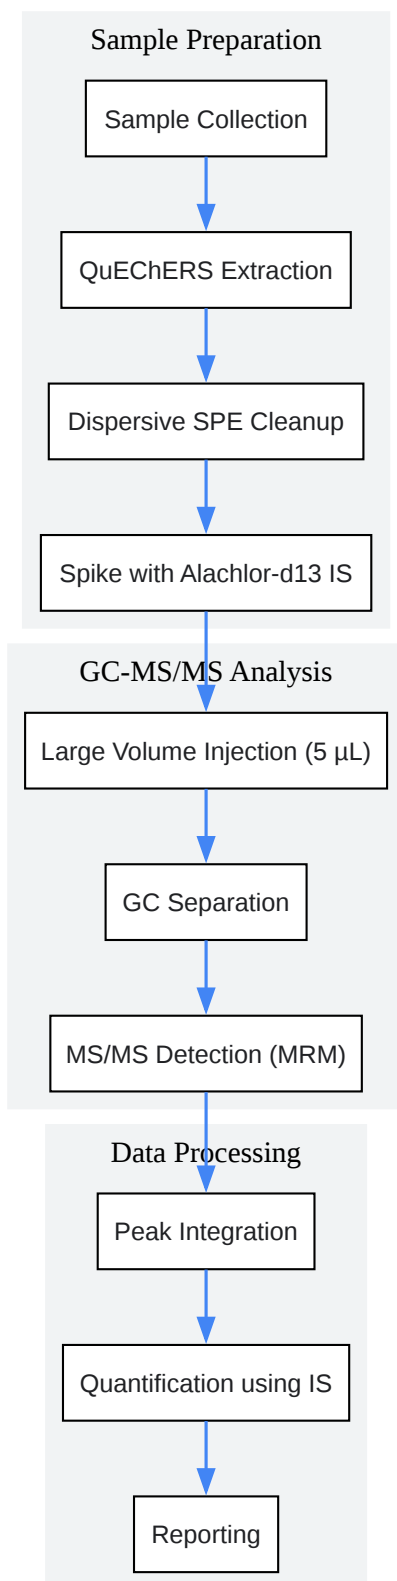 Sample Preparation
Sample Collection
QuEChERS Extraction
Dispersive SPE Cleanup
Spike with Alachlor-d13 IS
GC-MS/MS Analysis
Large Volume Injection (5 µL)
GC Separation
MS/MS Detection (MRM)
Data Processing
Peak Integration
Quantification using IS
Reporting